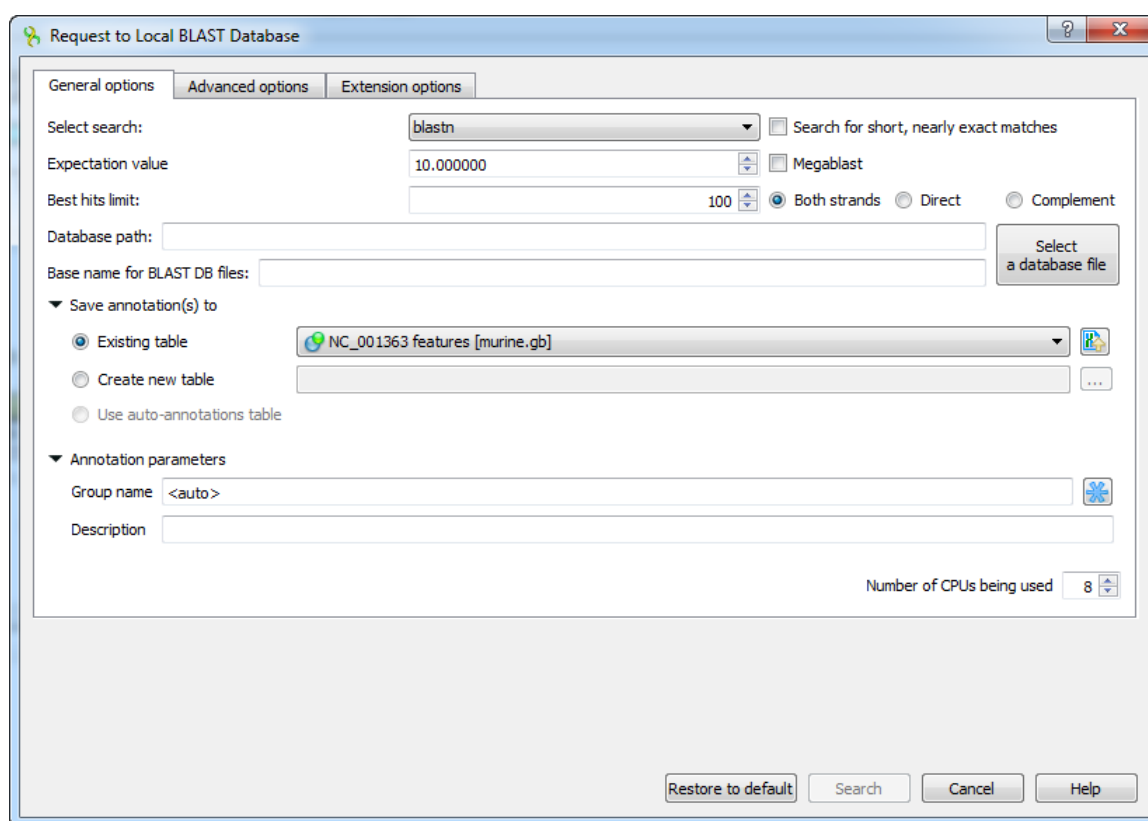 Request to Local BLAST Database
General options Advanced options Extension options
Select search: blastn Search for short, nearly exact matches
Expectation value 10.000000 Megablast
Best hits limit: 100 Both strands Direct Complement
Database path: Select
a database file
Base name for BLAST DB files:
Save annotation(s) to
Existing table NC_001363 features [murine.gb]
Create new table ...
Use auto-annotations table
Annotation parameters
Group name <auto>
Description
Number of CPUs being used 8
Restore to default Search Cancel Help